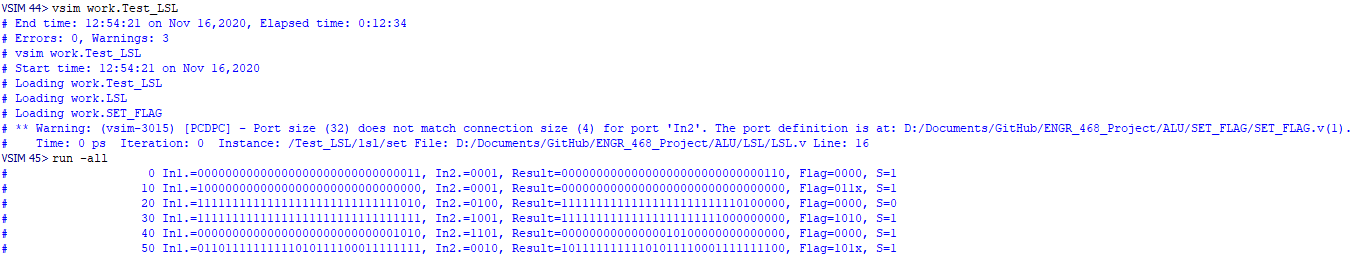 VSIM 44> vsim work.Test_LSL
# End time: 12:54:21 on Nov 16,2020, Elapsed time: 0:12:34
# Errors: 0, Warnings: 3
# vsim work.Test_LSL
# Start time: 12:54:21 on Nov 16,2020
# Loading work.Test_LSL
# Loading work.LSL
# Loading work.SET_FLAG
# ** Warning: (vsim-3015) [PCDPC] - Port size (32) does not match connection size (4) for port 'In2'. The port definition is at: D:/Documents/GitHub/ENGR_468_Project/ALU/SET_FLAG/SET_FLAG.v(1).
# Time: 0 ps Iteration: 0 Instance: /Test_LSL/lsl/set File: D:/Documents/GitHub/ENGR_468_Project/ALU/LSL/LSL.v Line: 16
VSIM 45> run -all
# 0 In1.=00000000000000000000000000000011, In2.=0001, Result=00000000000000000000000000000110, Flag=0000, S=1
# 10 In1.=10000000000000000000000000000000, In2.=0001, Result=00000000000000000000000000000000, Flag=011x, S=1
# 20 In1.=11111111111111111111111111111010, In2.=0100, Result=11111111111111111111111110100000, Flag=0000, S=0
# 30 In1.=11111111111111111111111111111111, In2.=1001, Result=11111111111111111111111000000000, Flag=1010, S=1
# 40 In1.=00000000000000000000000000001010, In2.=1101, Result=00000000000000010100000000000000, Flag=0000, S=1
# 50 In1.=01101111111111010111100011111111, In2.=0010, Result=10111111111101011110001111111100, Flag=101x, S=1